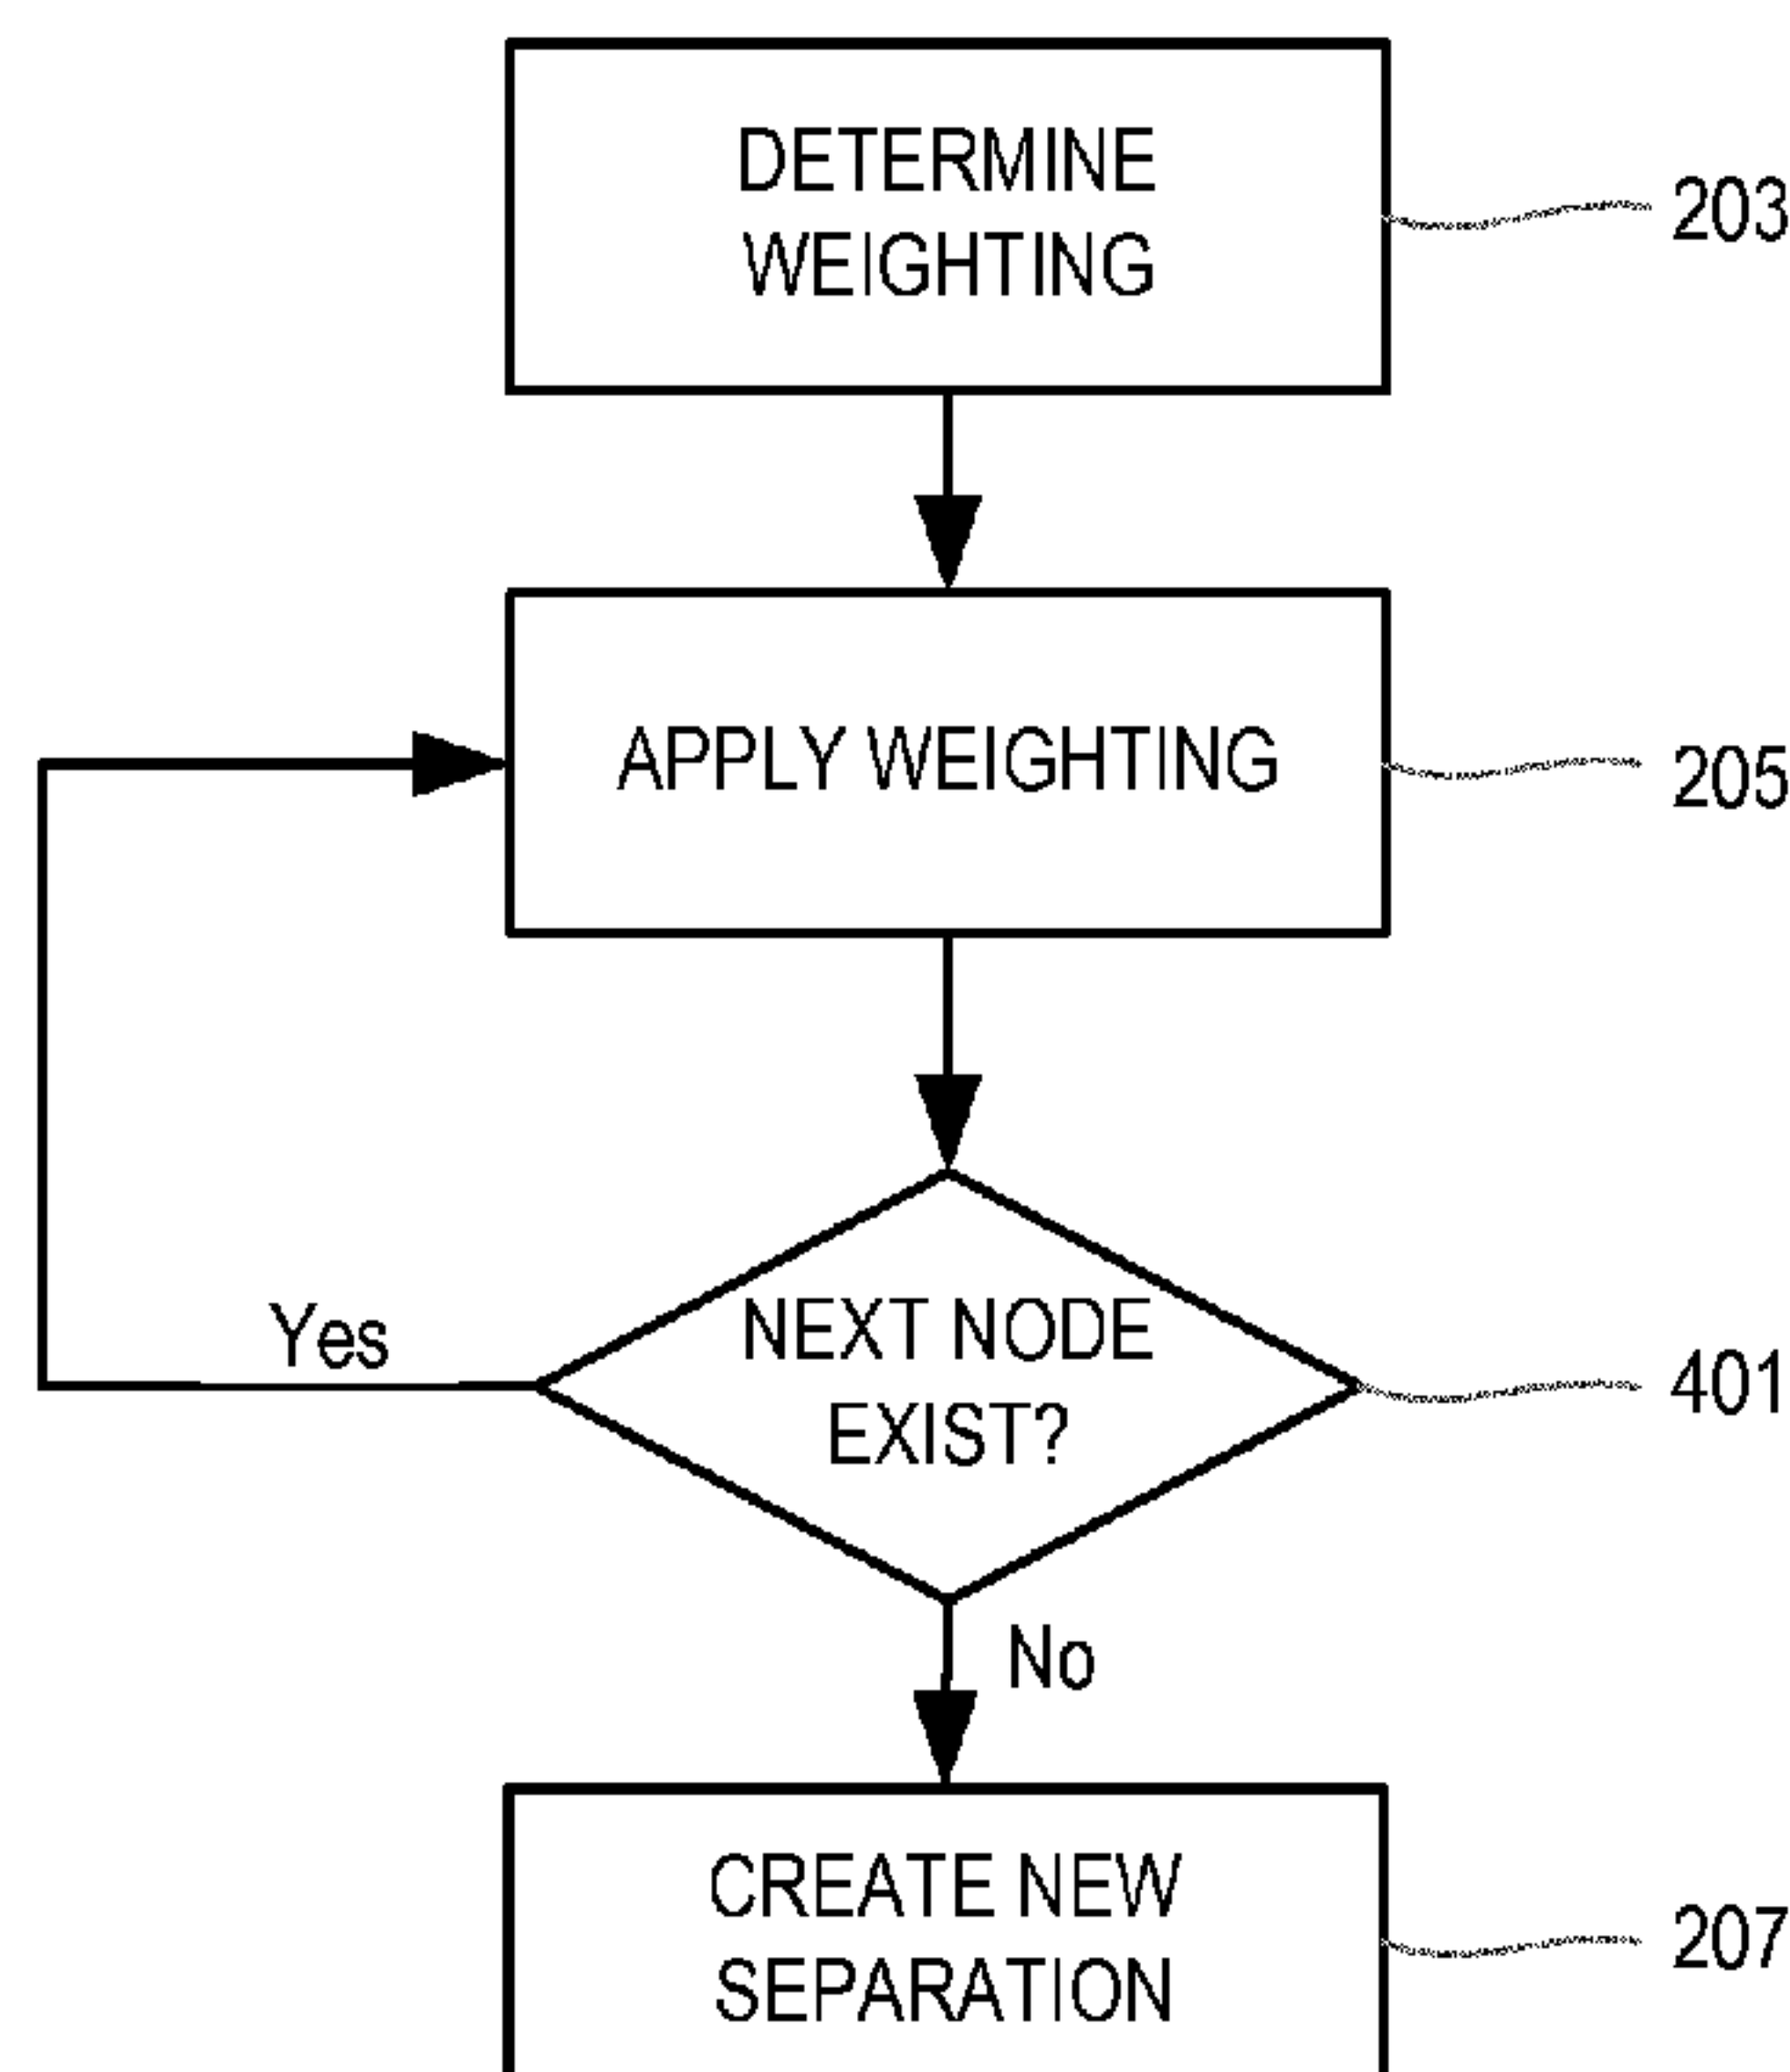 DETERMINE
WEIGHTING
203
APPLY WEIGHTING
205
Yes
NEXT NODE
EXIST?
401
No
CREATE NEW
SEPARATION
207